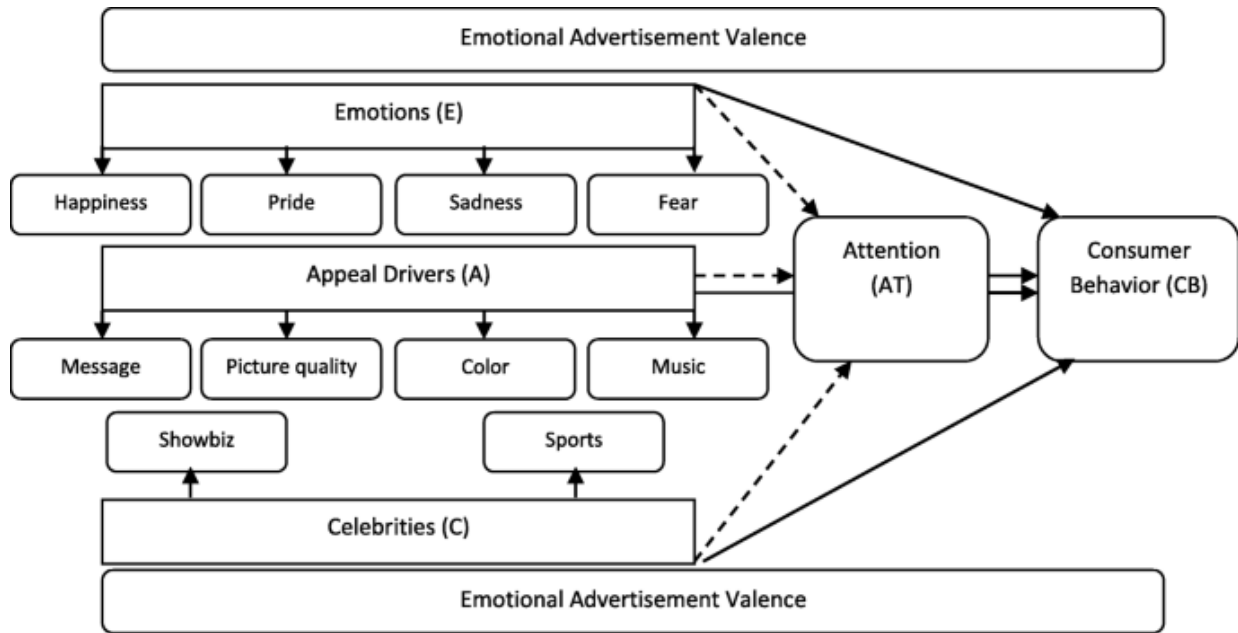 Emotional Advertisement Valence
Emotions (E)
Happiness
Pride
Sadness
Fear
Attention
(AT)
Consumer
Behavior (CB)
Appeal Drivers (A)
Message
Picture quality
Color
Music
Showbiz
Sports
Celebrities (C)
Emotional Advertisement Valence